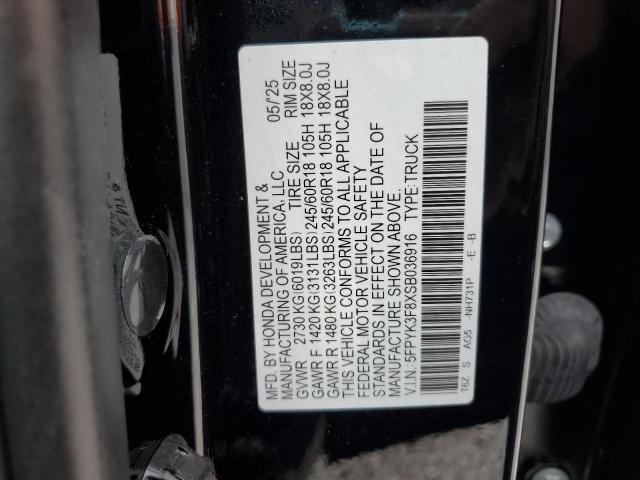 MFD. BY HONDA DEVELOPMENT & 05/'25
MANUFACTURING OF AMERICA, LLC
GVWR 2730 KG(6019LBS) TIRE SIZE RIM SIZE
GAWR F 1420 KG(3131LBS) 245/60R18 105H 18X8.0J
GAWR R 1480 KG(3263LBS) 245/60R18 105H 18X8.0J
THIS VEHICLE CONFORMS TO ALL APPLICABLE
FEDERAL MOTOR VEHICLE SAFETY
STANDARDS IN EFFECT ON THE DATE OF
MANUFACTURE SHOWN ABOVE.
V.I.N.: 5FPYK3F8XSB036916 TYPE: TRUCK
T6Z S AG5 -NH731P -E -B